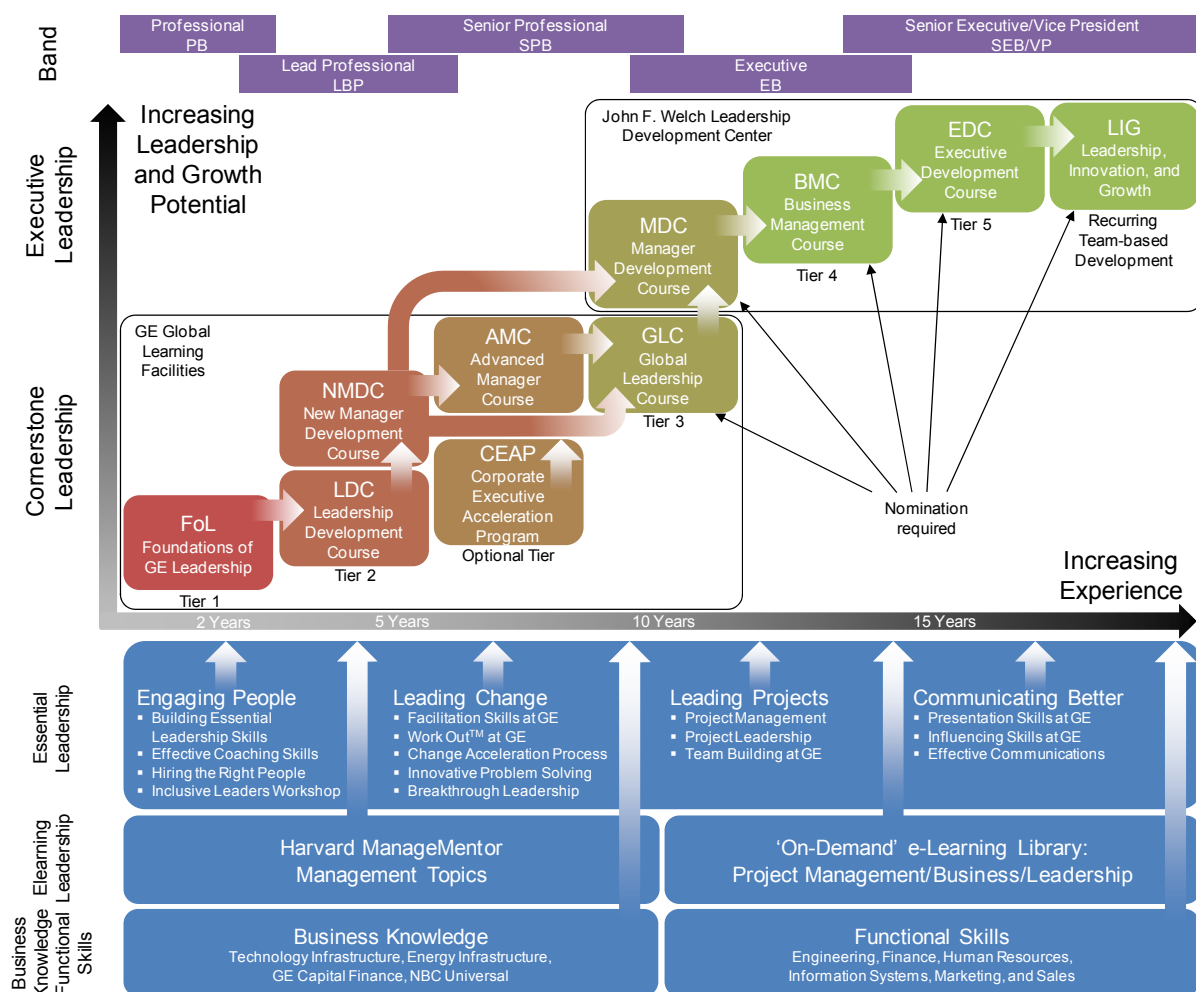 Band
Professional
PB
Senior Professional
SPB
Senior Executive/Vice President
SEB/VP
Lead Professional
LBP
Executive
EB
Executive
Leadership
Increasing
Leadership
and Growth
Potential
John F. Welch Leadership
Development Center
MDC
Manager
Development
Course
BMC
Business
Management
Course
Tier 4
EDC
Executive
Development
Course
Tier 5
LIG
Leadership,
Innovation, and
Growth
Recurring
Team-based
Development
Cornerstone
Leadership
GE Global
Learning
Facilities
FoL
Foundations of
GE Leadership
Tier 1
NMDC
New Manager
Development
Course
LDC
Leadership
Development
Course
Tier 2
AMC
Advanced
Manager
Course
CEAP
Corporate
Executive
Acceleration
Program
Optional Tier
GLC
Global
Leadership
Course
Tier 3
Nomination
required
Increasing
Experience
2 Years
5 Years
10 Years
15 Years
Essential
Leadership
Engaging People
▪ Building Essential
Leadership Skills
▪ Effective Coaching Skills
▪ Hiring the Right People
▪ Inclusive Leaders Workshop
Leading Change
▪ Facilitation Skills at GE
▪ Work Out™ at GE
▪ Change Acceleration Process
▪ Innovative Problem Solving
▪ Breakthrough Leadership
Leading Projects
▪ Project Management
▪ Project Leadership
▪ Team Building at GE
Communicating Better
▪ Presentation Skills at GE
▪ Influencing Skills at GE
▪ Effective Communications
Elearning
Leadership
Harvard ManageMentor
Management Topics
‘On-Demand’ e-Learning Library:
Project Management/Business/Leadership
Business
Knowledge
Functional
Skills
Business Knowledge
Technology Infrastructure, Energy Infrastructure,
GE Capital Finance, NBC Universal
Functional Skills
Engineering, Finance, Human Resources,
Information Systems, Marketing, and Sales